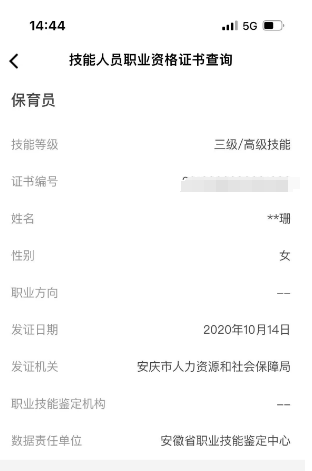 14:44
5G
技能人员职业资格证书查询
保育员
技能等级 三级/高级技能
证书编号
姓名 **珊
性别 女
职业方向 --
发证日期 2020年10月14日
发证机关 安庆市人力资源和社会保障局
职业技能鉴定机构 --
数据责任单位 安徽省职业技能鉴定中心